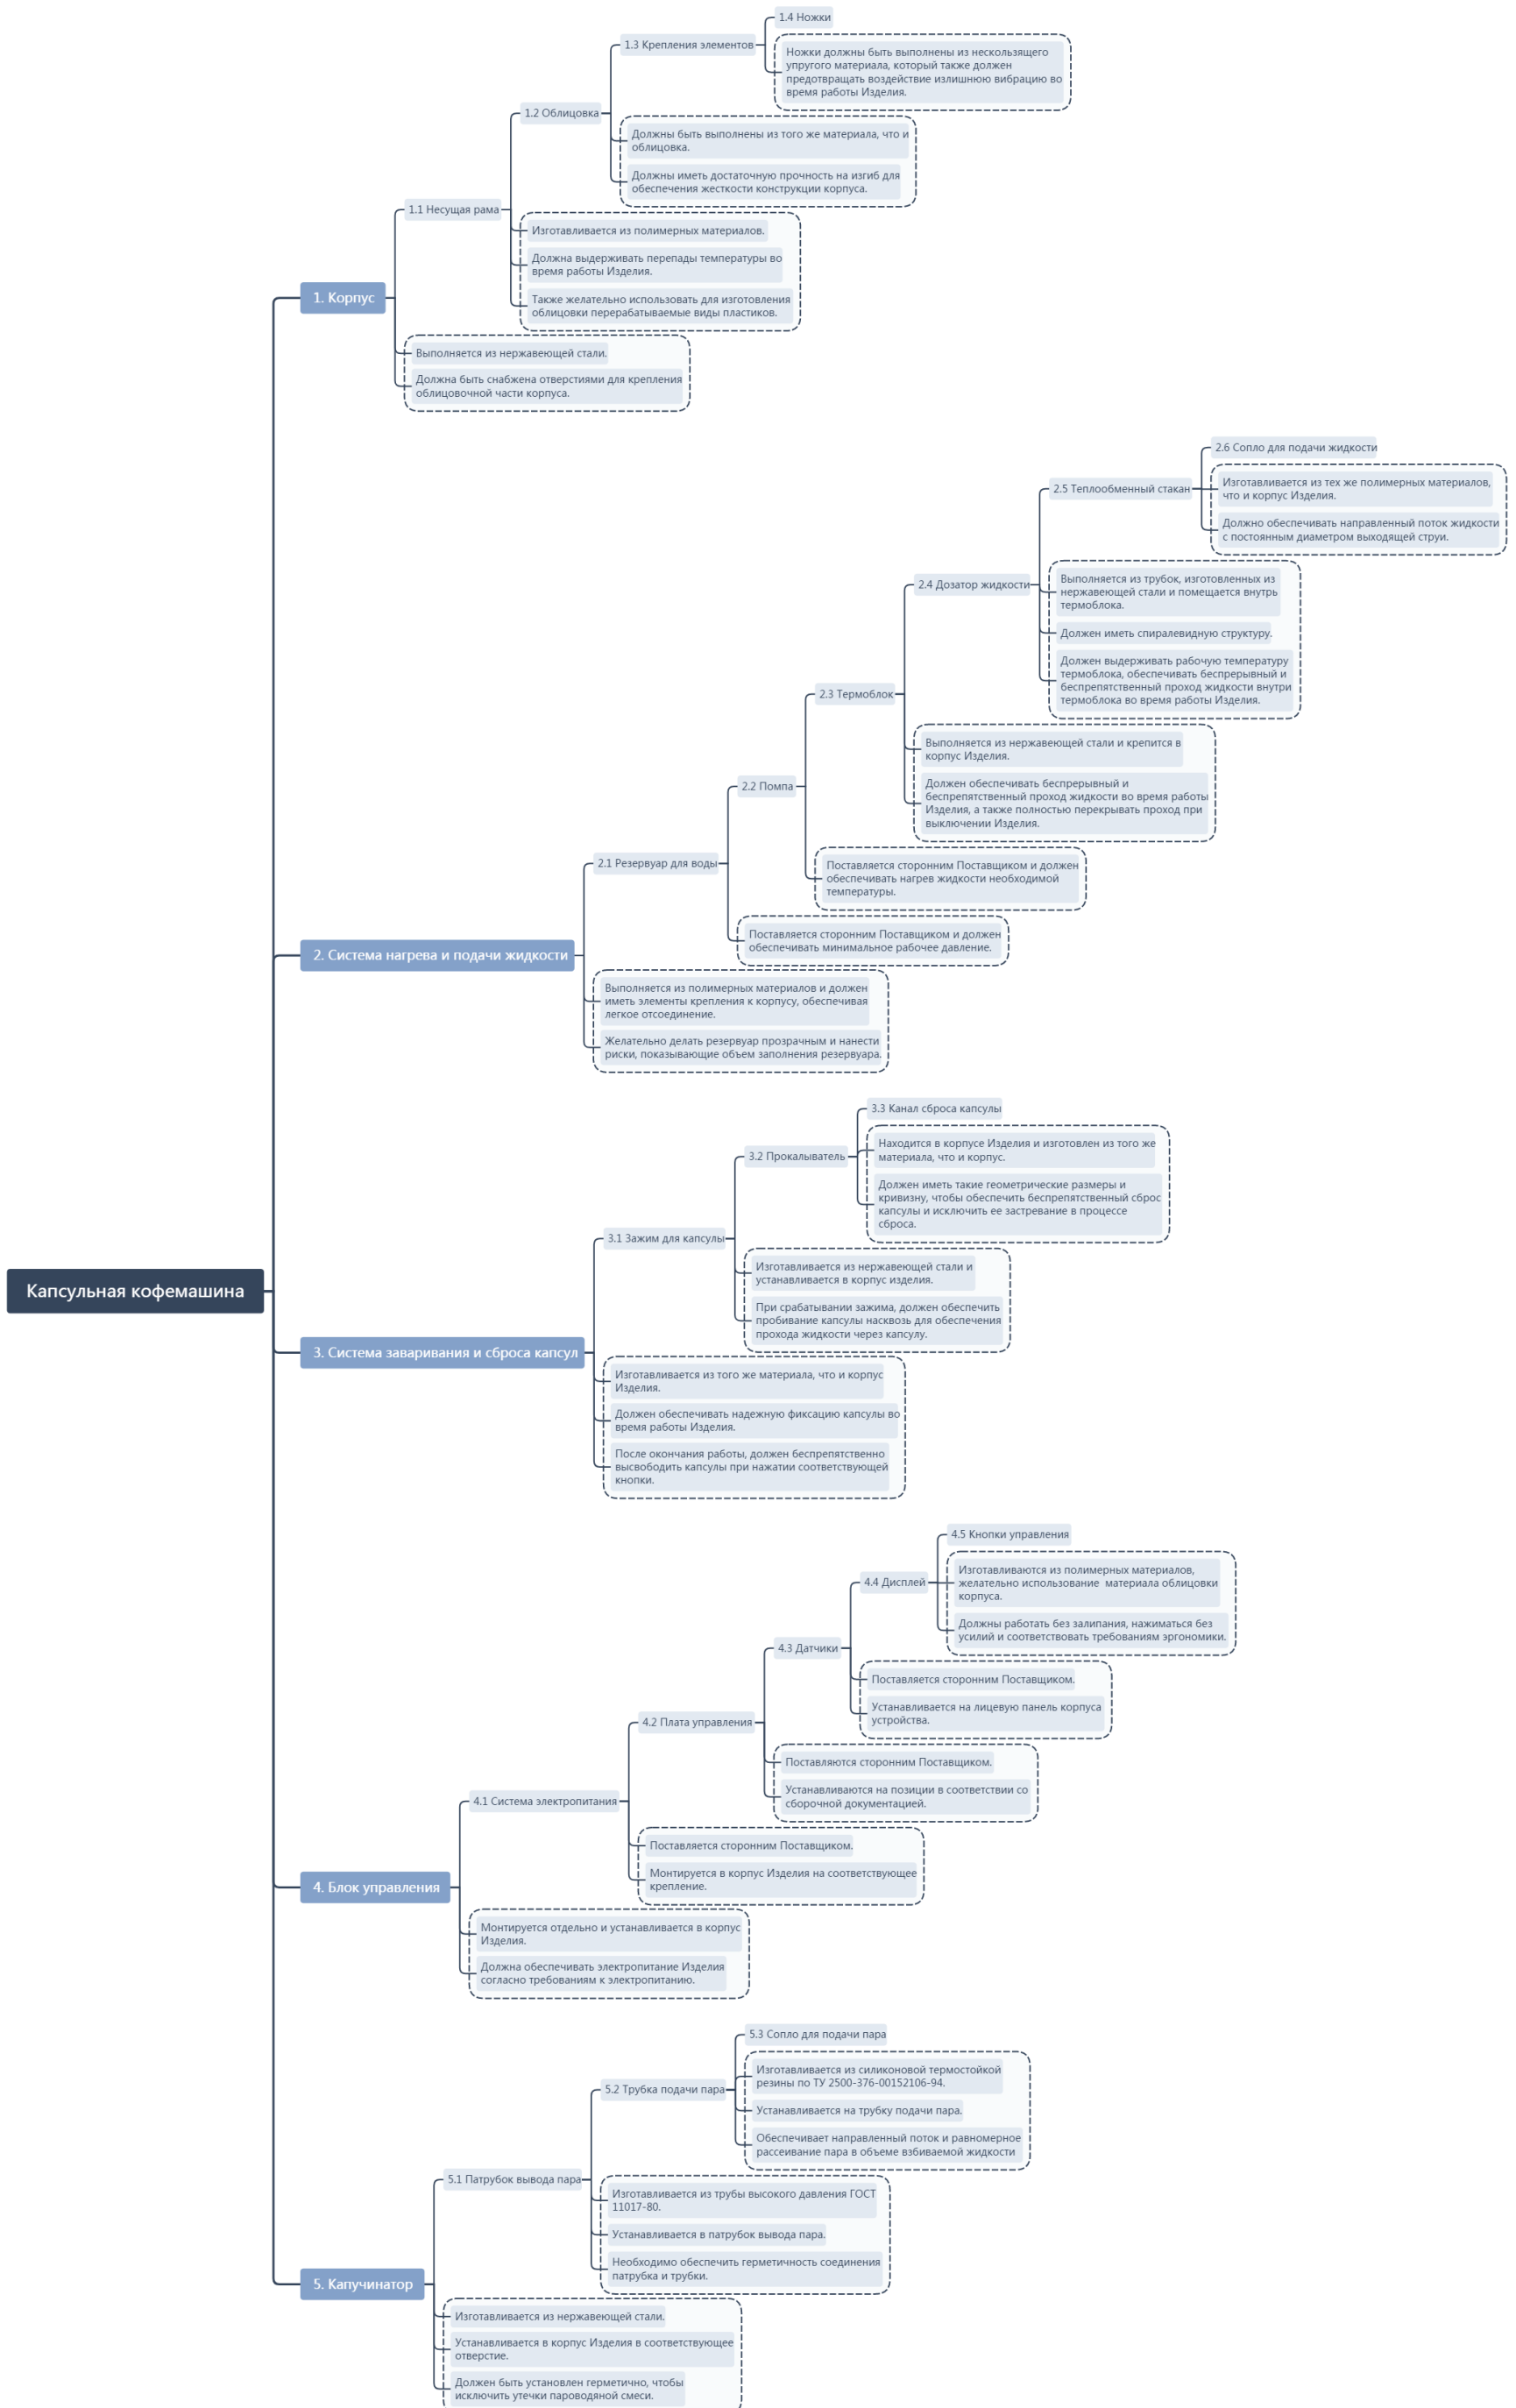 1.4 Ножки
1.3 Крепления элементов
Ножки должны быть выполнены из нескользящего
упругого материала, который также должен
предотвращать воздействие излишнюю вибрацию во
время работы Изделия.
1.2 Облицовка
Должны быть выполнены из того же материала, что и
облицовка.
Должны иметь достаточную прочность на изгиб для
обеспечения жесткости конструкции корпуса.
1.1 Несущая рама
Изготавливается из полимерных материалов.
Должна выдерживать перепады температуры во
время работы Изделия.
Также желательно использовать для изготовления
облицовки перерабатываемые виды пластиков.
1. Корпус
Выполняется из нержавеющей стали.
Должна быть снабжена отверстиями для крепления
облицовочной части корпуса.
2.6 Сопло для подачи жидкости
2.5 Теплообменный стакан
Изготавливается из тех же полимерных материалов,
что и корпус Изделия.
Должно обеспечивать направленный поток жидкости
с постоянным диаметром выходящей струи.
2.4 Дозатор жидкости
Выполняется из трубок, изготовленных из
нержавеющей стали и помещается внутрь
термоблока.
Должен иметь спиралевидную структуру.
Должен выдерживать рабочую температуру
термоблока, обеспечивать беспрерывный и
беспрепятственный проход жидкости внутри
термоблока во время работы Изделия.
2.3 Термоблок
Выполняется из нержавеющей стали и крепится в
корпус Изделия.
Должен обеспечивать беспрерывный и
беспрепятственный проход жидкости во время работы
Изделия, а также полностью перекрывать проход при
выключении Изделия.
2.2 Помпа
Поставляется сторонним Поставщиком и должен
обеспечивать нагрев жидкости необходимой
температуры.
2.1 Резервуар для воды
Поставляется сторонним Поставщиком и должен
обеспечивать минимальное рабочее давление.
2. Система нагрева и подачи жидкости
Выполняется из полимерных материалов и должен
иметь элементы крепления к корпусу, обеспечивая
легкое отсоединение.
Желательно делать резервуар прозрачным и нанести
риски, показывающие объем заполнения резервуара.
3.3 Канал сброса капсулы
3.2 Прокалыватель
Находится в корпусе Изделия и изготовлен из того же
материала, что и корпус.
Должен иметь такие геометрические размеры и
кривизну, чтобы обеспечить беспрепятственный сброс
капсулы и исключить ее застревание в процессе
сброса.
3.1 Зажим для капсулы
Изготавливается из нержавеющей стали и
устанавливается в корпус изделия.
При срабатывании зажима, должен обеспечить
пробивание капсулы насквозь для обеспечения
прохода жидкости через капсулу.
Капсульная кофемашина
3. Система заваривания и сброса капсул
Изготавливается из того же материала, что и корпус
Изделия.
Должен обеспечивать надежную фиксацию капсулы во
время работы Изделия.
После окончания работы, должен беспрепятственно
высвободить капсулы при нажатии соответствующей
кнопки.
4.5 Кнопки управления
4.4 Дисплей
Изготавливаются из полимерных материалов,
желательно использование  материала облицовки
корпуса.
Должны работать без залипания, нажиматься без
усилий и соответствовать требованиям эргономики.
4.3 Датчики
Поставляется сторонним Поставщиком.
Устанавливается на лицевую панель корпуса
устройства.
4.2 Плата управления
Поставляются сторонним Поставщиком.
Устанавливаются на позиции в соответствии со
сборочной документацией.
4.1 Система электропитания
Поставляется сторонним Поставщиком.
Монтируется в корпус Изделия на соответствующее
крепление.
4. Блок управления
Монтируется отдельно и устанавливается в корпус
Изделия.
Должна обеспечивать электропитание Изделия
согласно требованиям к электропитанию.
5.3 Сопло для подачи пара
5.2 Трубка подачи пара
Изготавливается из силиконовой термостойкой
резины по ТУ 2500-376-00152106-94.
Устанавливается на трубку подачи пара.
Обеспечивает направленный поток и равномерное
рассеивание пара в объеме взбиваемой жидкости
5.1 Патрубок вывода пара
Изготавливается из трубы высокого давления ГОСТ
11017-80.
Устанавливается в патрубок вывода пара.
Необходимо обеспечить герметичность соединения
патрубка и трубки.
5. Капучинатор
Изготавливается из нержавеющей стали.
Устанавливается в корпус Изделия в соответствующее
отверстие.
Должен быть установлен герметично, чтобы
исключить утечки пароводяной смеси.